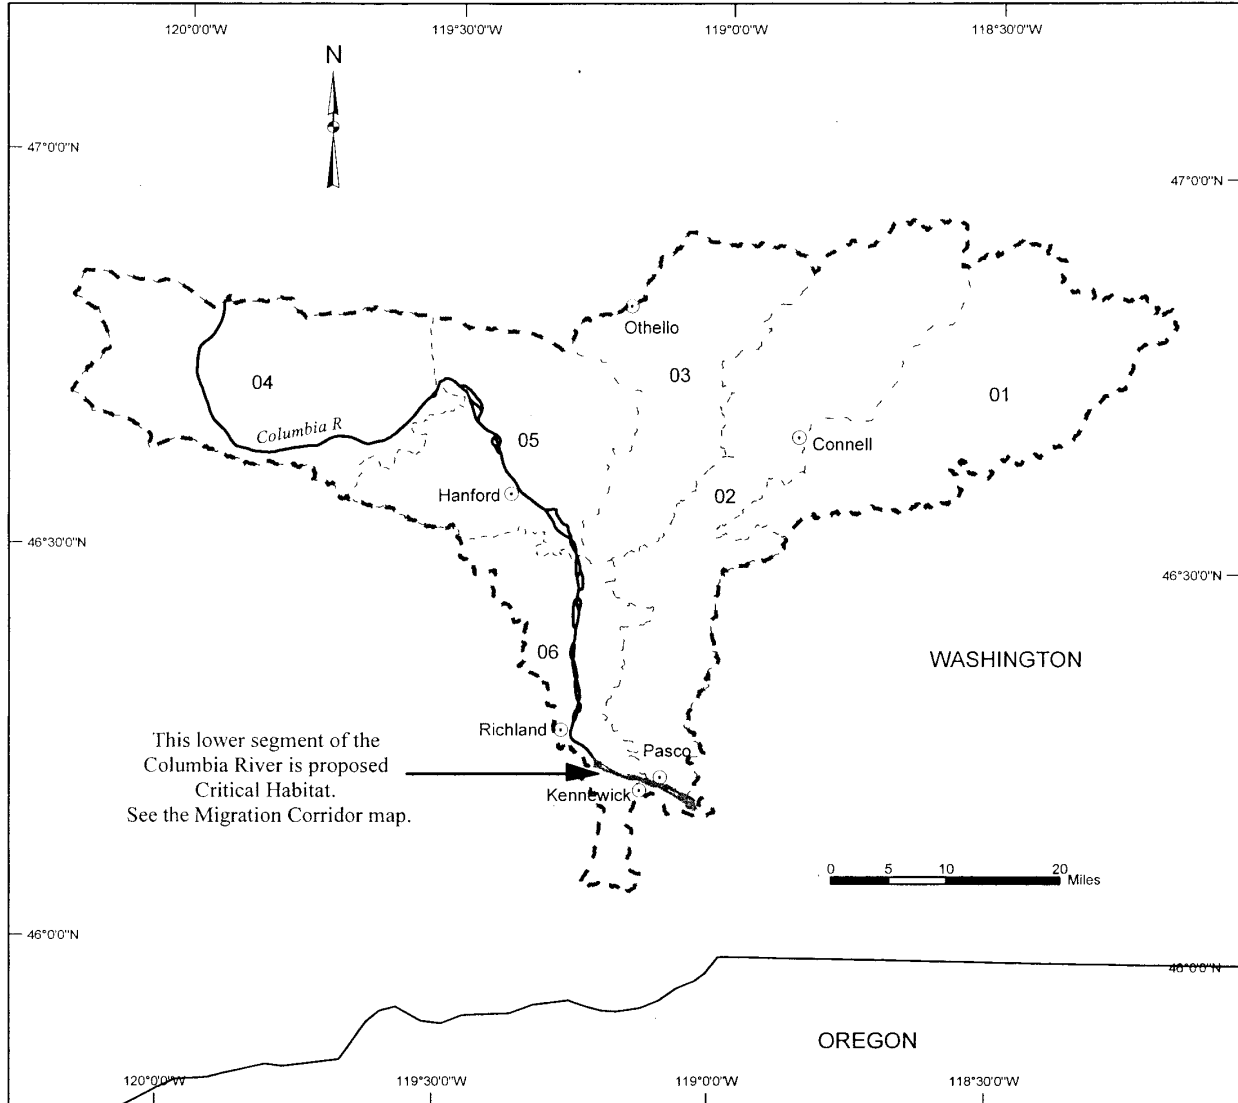 120°0'0"W
119°30'0"W
119°0'0"W
118°30'0"W
N
47°0'0"N
47°0'0"N
Othello
03
04
01
Columbia R
05
Connell
Hanford
02
46°30'0"N
46°30'0"N
06
WASHINGTON
Richland
This lower segment of the
Columbia River is proposed
Critical Habitat.
See the Migration Corridor map.
Pasco
Kennewick
0 5 10 20
Miles
46°0'0"N
46°0'0"N
OREGON
120°0'0"W
119°30'0"W
119°0'0"W
118°30'0"W